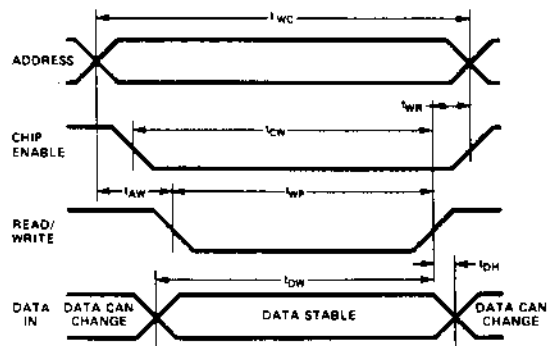 tWC
ADDRESS
tWR
CHIP
ENABLE
tCW
tAW
tWP
READ/
WRITE
tDH
tDW
DATA
IN
DATA CAN
CHANGE
DATA STABLE
DATA CAN
CHANGE